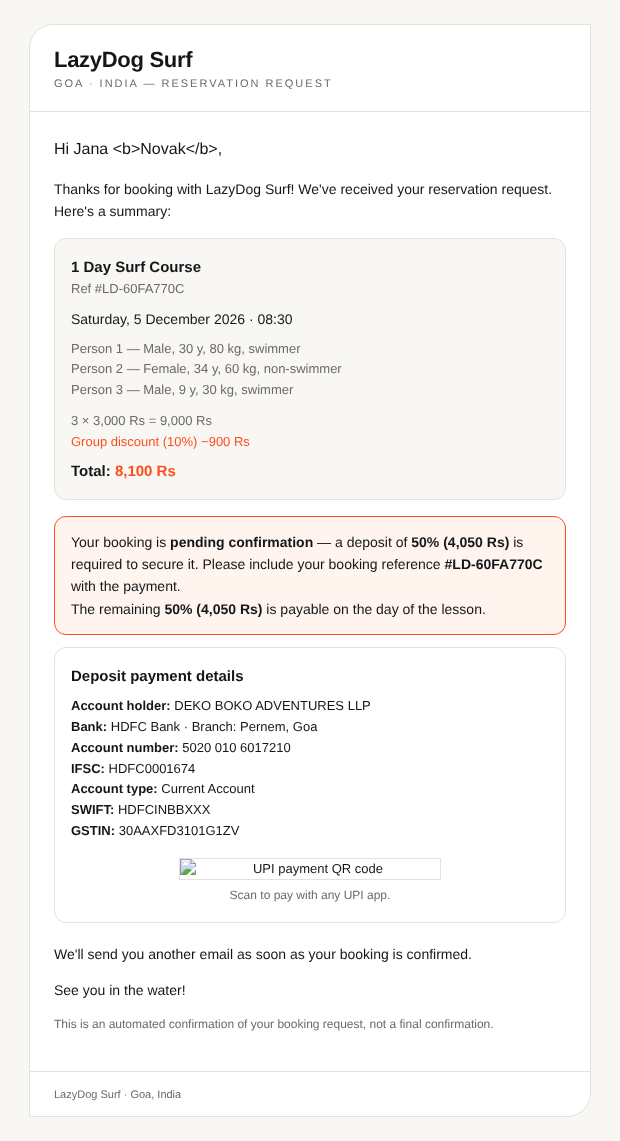 LazyDog Surf
GOA · INDIA — RESERVATION REQUEST
Hi Jana <b>Novak</b>,
Thanks for booking with LazyDog Surf! We've received your reservation request.
Here's a summary:
1 Day Surf Course
Ref #LD-60FA770C
Saturday, 5 December 2026 · 08:30
Person 1 — Male, 30 y, 80 kg, swimmer
Person 2 — Female, 34 y, 60 kg, non-swimmer
Person 3 — Male, 9 y, 30 kg, swimmer
3 × 3,000 Rs = 9,000 Rs
Group discount (10%) −900 Rs
Total: 8,100 Rs
Your booking is pending confirmation — a deposit of 50% (4,050 Rs) is
required to secure it. Please include your booking reference #LD-60FA770C
with the payment.
The remaining 50% (4,050 Rs) is payable on the day of the lesson.
Deposit payment details
Account holder: DEKO BOKO ADVENTURES LLP
Bank: HDFC Bank · Branch: Pernem, Goa
Account number: 5020 010 6017210
IFSC: HDFC0001674
Account type: Current Account
SWIFT: HDFCINBBXXX
GSTIN: 30AAXFD3101G1ZV
UPI payment QR code
Scan to pay with any UPI app.
We'll send you another email as soon as your booking is confirmed.
See you in the water!
This is an automated confirmation of your booking request, not a final confirmation.
LazyDog Surf · Goa, India